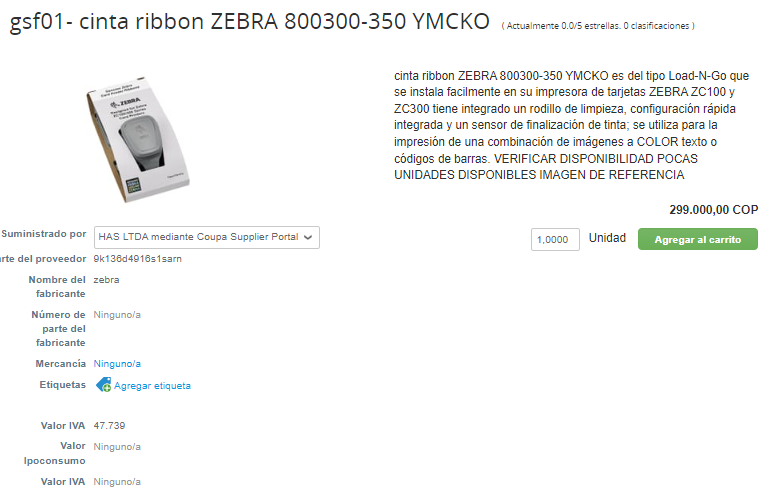 gsf01- cinta ribbon ZEBRA 800300-350 YMCKO ( Actualmente 0.0/5 estrellas. 0 clasificaciones )
ZEBRA
cinta ribbon ZEBRA 800300-350 YMCKO es del tipo Load-N-Go que
se instala facilmente en su impresora de tarjetas ZEBRA ZC100 y
ZC300 tiene integrado un rodillo de limpieza, configuración rápida
integrada y un sensor de finalización de tinta; se utiliza para la
impresión de una combinación de imágenes a COLOR texto o
códigos de barras. VERIFICAR DISPONIBILIDAD POCAS
UNIDADES DISPONIBLES IMAGEN DE REFERENCIA
299.000,00 COP
Suministrado por HAS LTDA mediante Coupa Supplier Portal
1,0000 Unidad Agregar al carrito
rte del proveedor 9k136d4916s1sarn
Nombre del zebra
fabricante
Número de Ninguno/a
parte del
fabricante
Mercancía Ninguno/a
Etiquetas Agregar etiqueta
Valor IVA 47.739
Valor Ninguno/a
Ipoconsumo
Valor IVA Ninguno/a